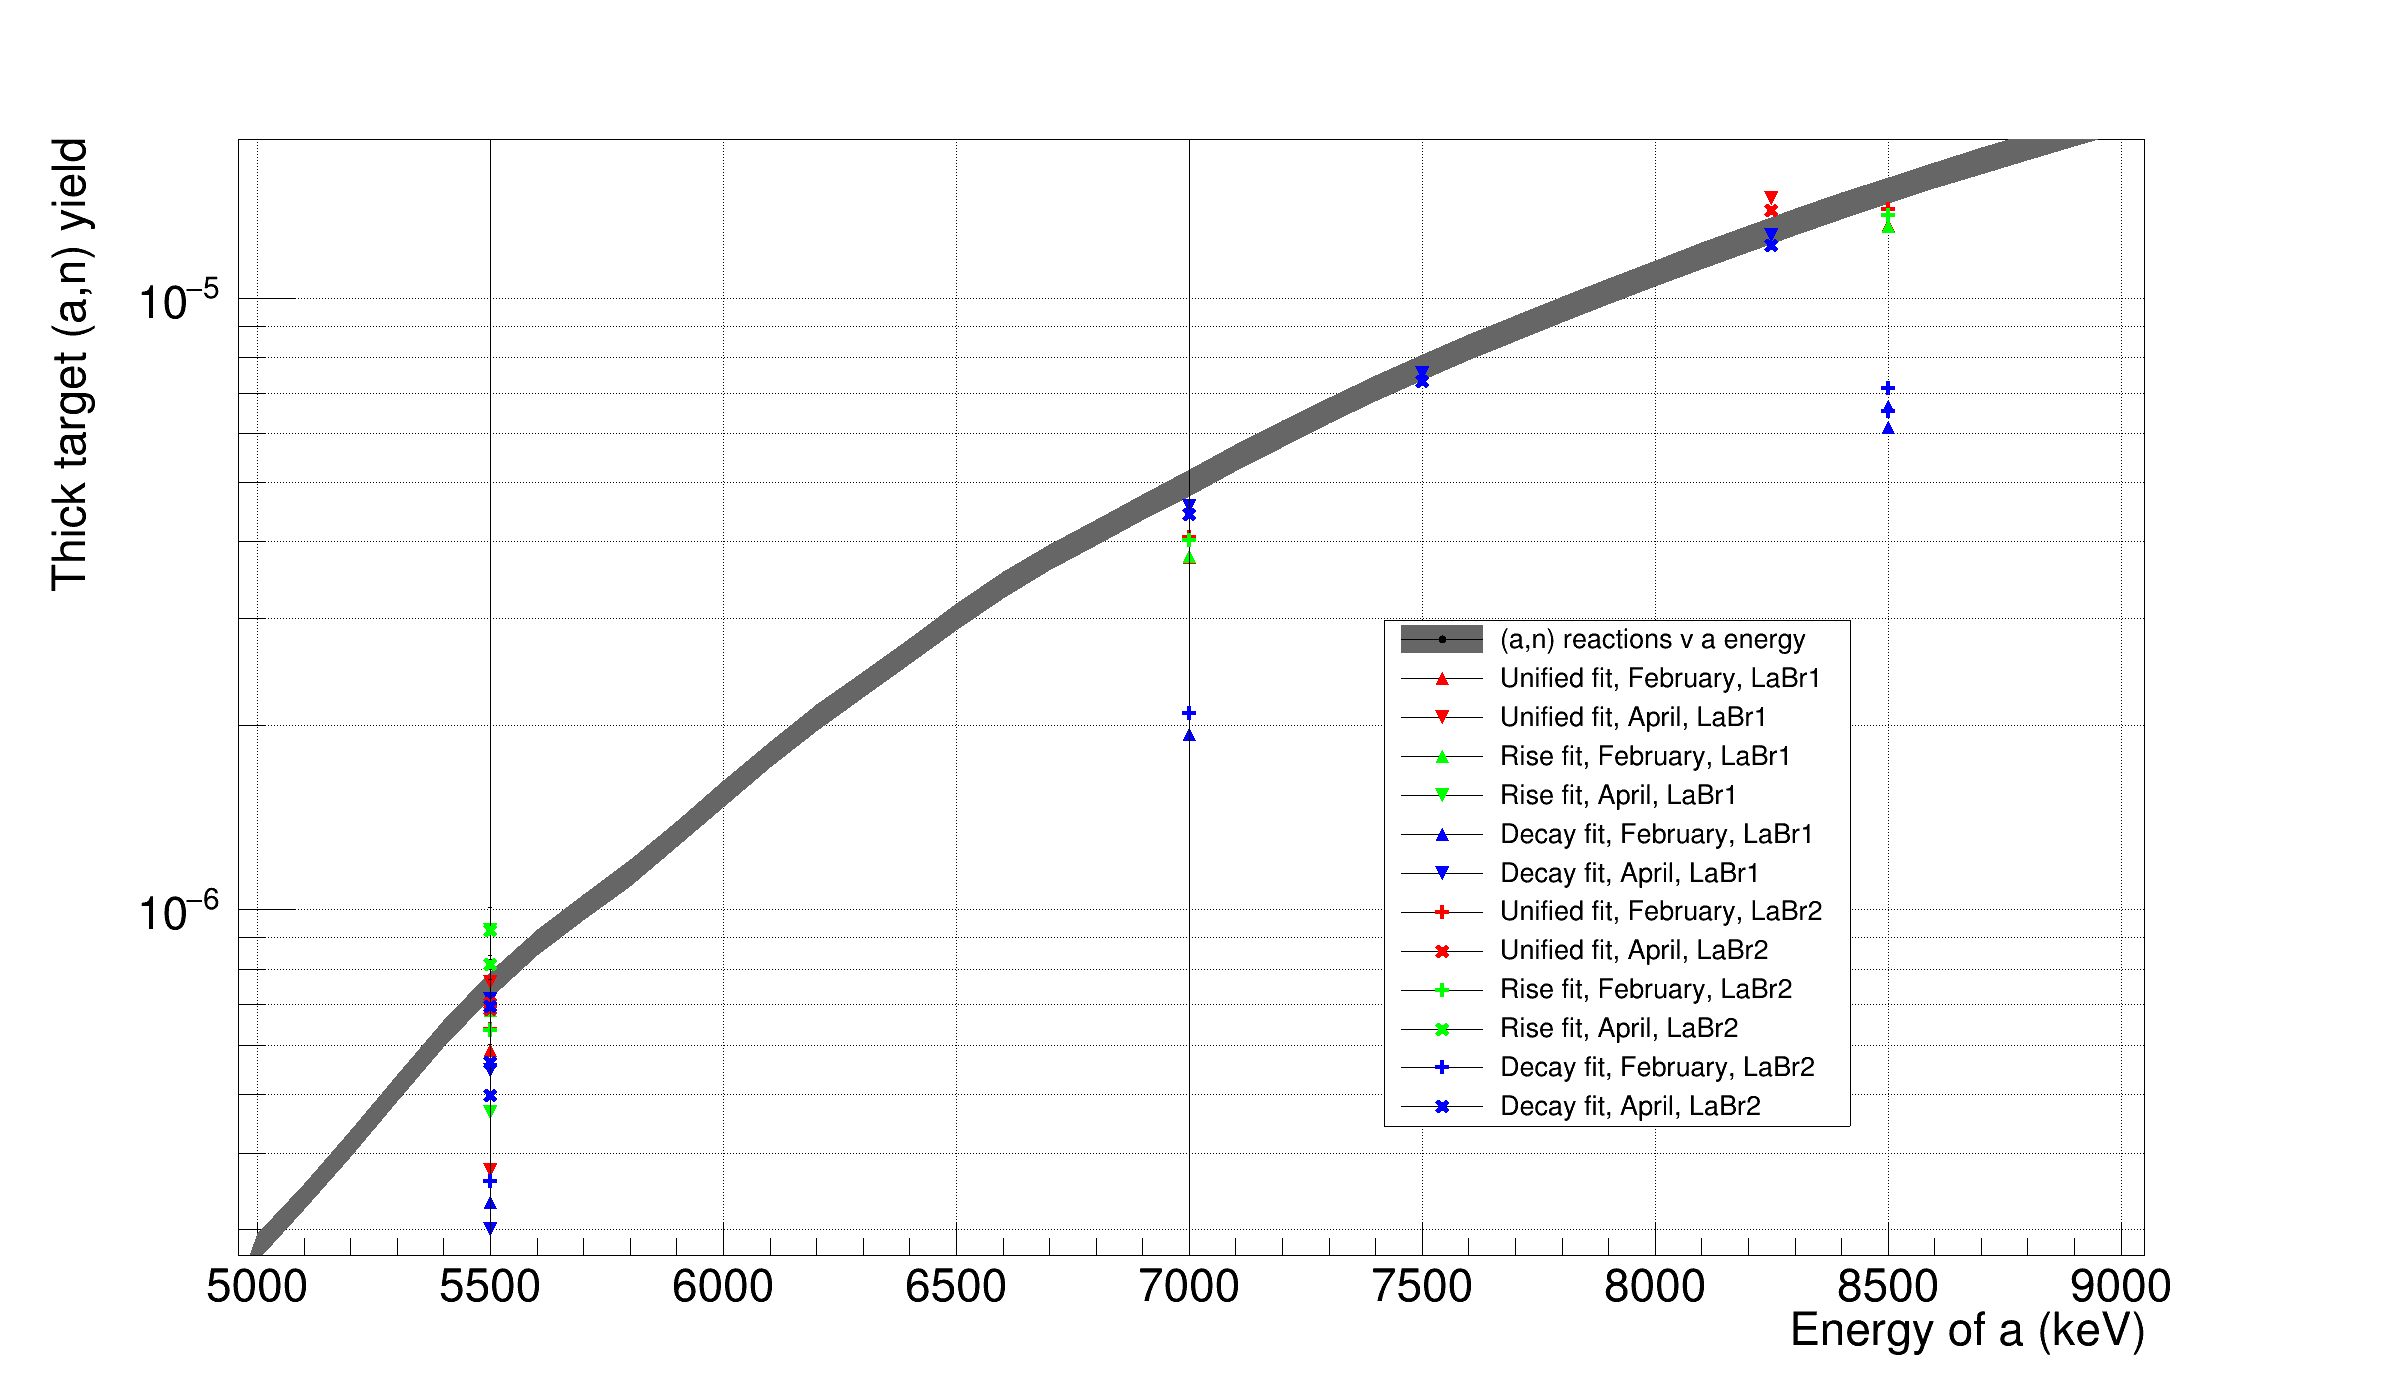 Thick target (a,n) yield
10⁻⁵
10⁻⁶
(a,n) reactions v a energy
Unified fit, February, LaBr1
Unified fit, April, LaBr1
Rise fit, February, LaBr1
Rise fit, April, LaBr1
Decay fit, February, LaBr1
Decay fit, April, LaBr1
Unified fit, February, LaBr2
Unified fit, April, LaBr2
Rise fit, February, LaBr2
Rise fit, April, LaBr2
Decay fit, February, LaBr2
Decay fit, April, LaBr2
5000 5500 6000 6500 7000 7500 8000 8500 9000
Energy of a (keV)